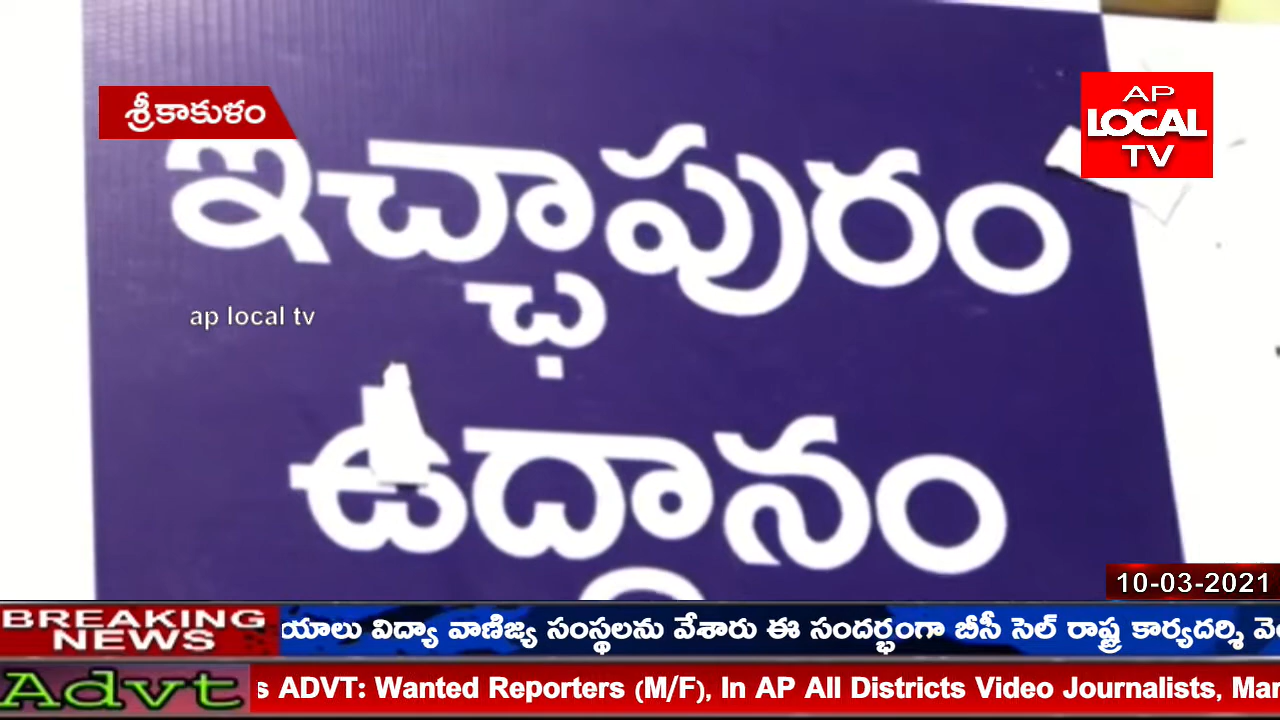 శ్రీకాకుళం
AP
LOCAL
TV
ఇచ్ఛాపురం
ap local tv
ఉద్దానం
10-03-2021
BREAKING
NEWS
యాలు విద్యా వాణిజ్య సంస్థలను వేశారు ఈ సందర్భంగా బీసీ సెల్ రాష్ట్ర కార్యదర్శి
Advt
s ADVT: Wanted Reporters (M/F), In AP All Districts Video Journalists,